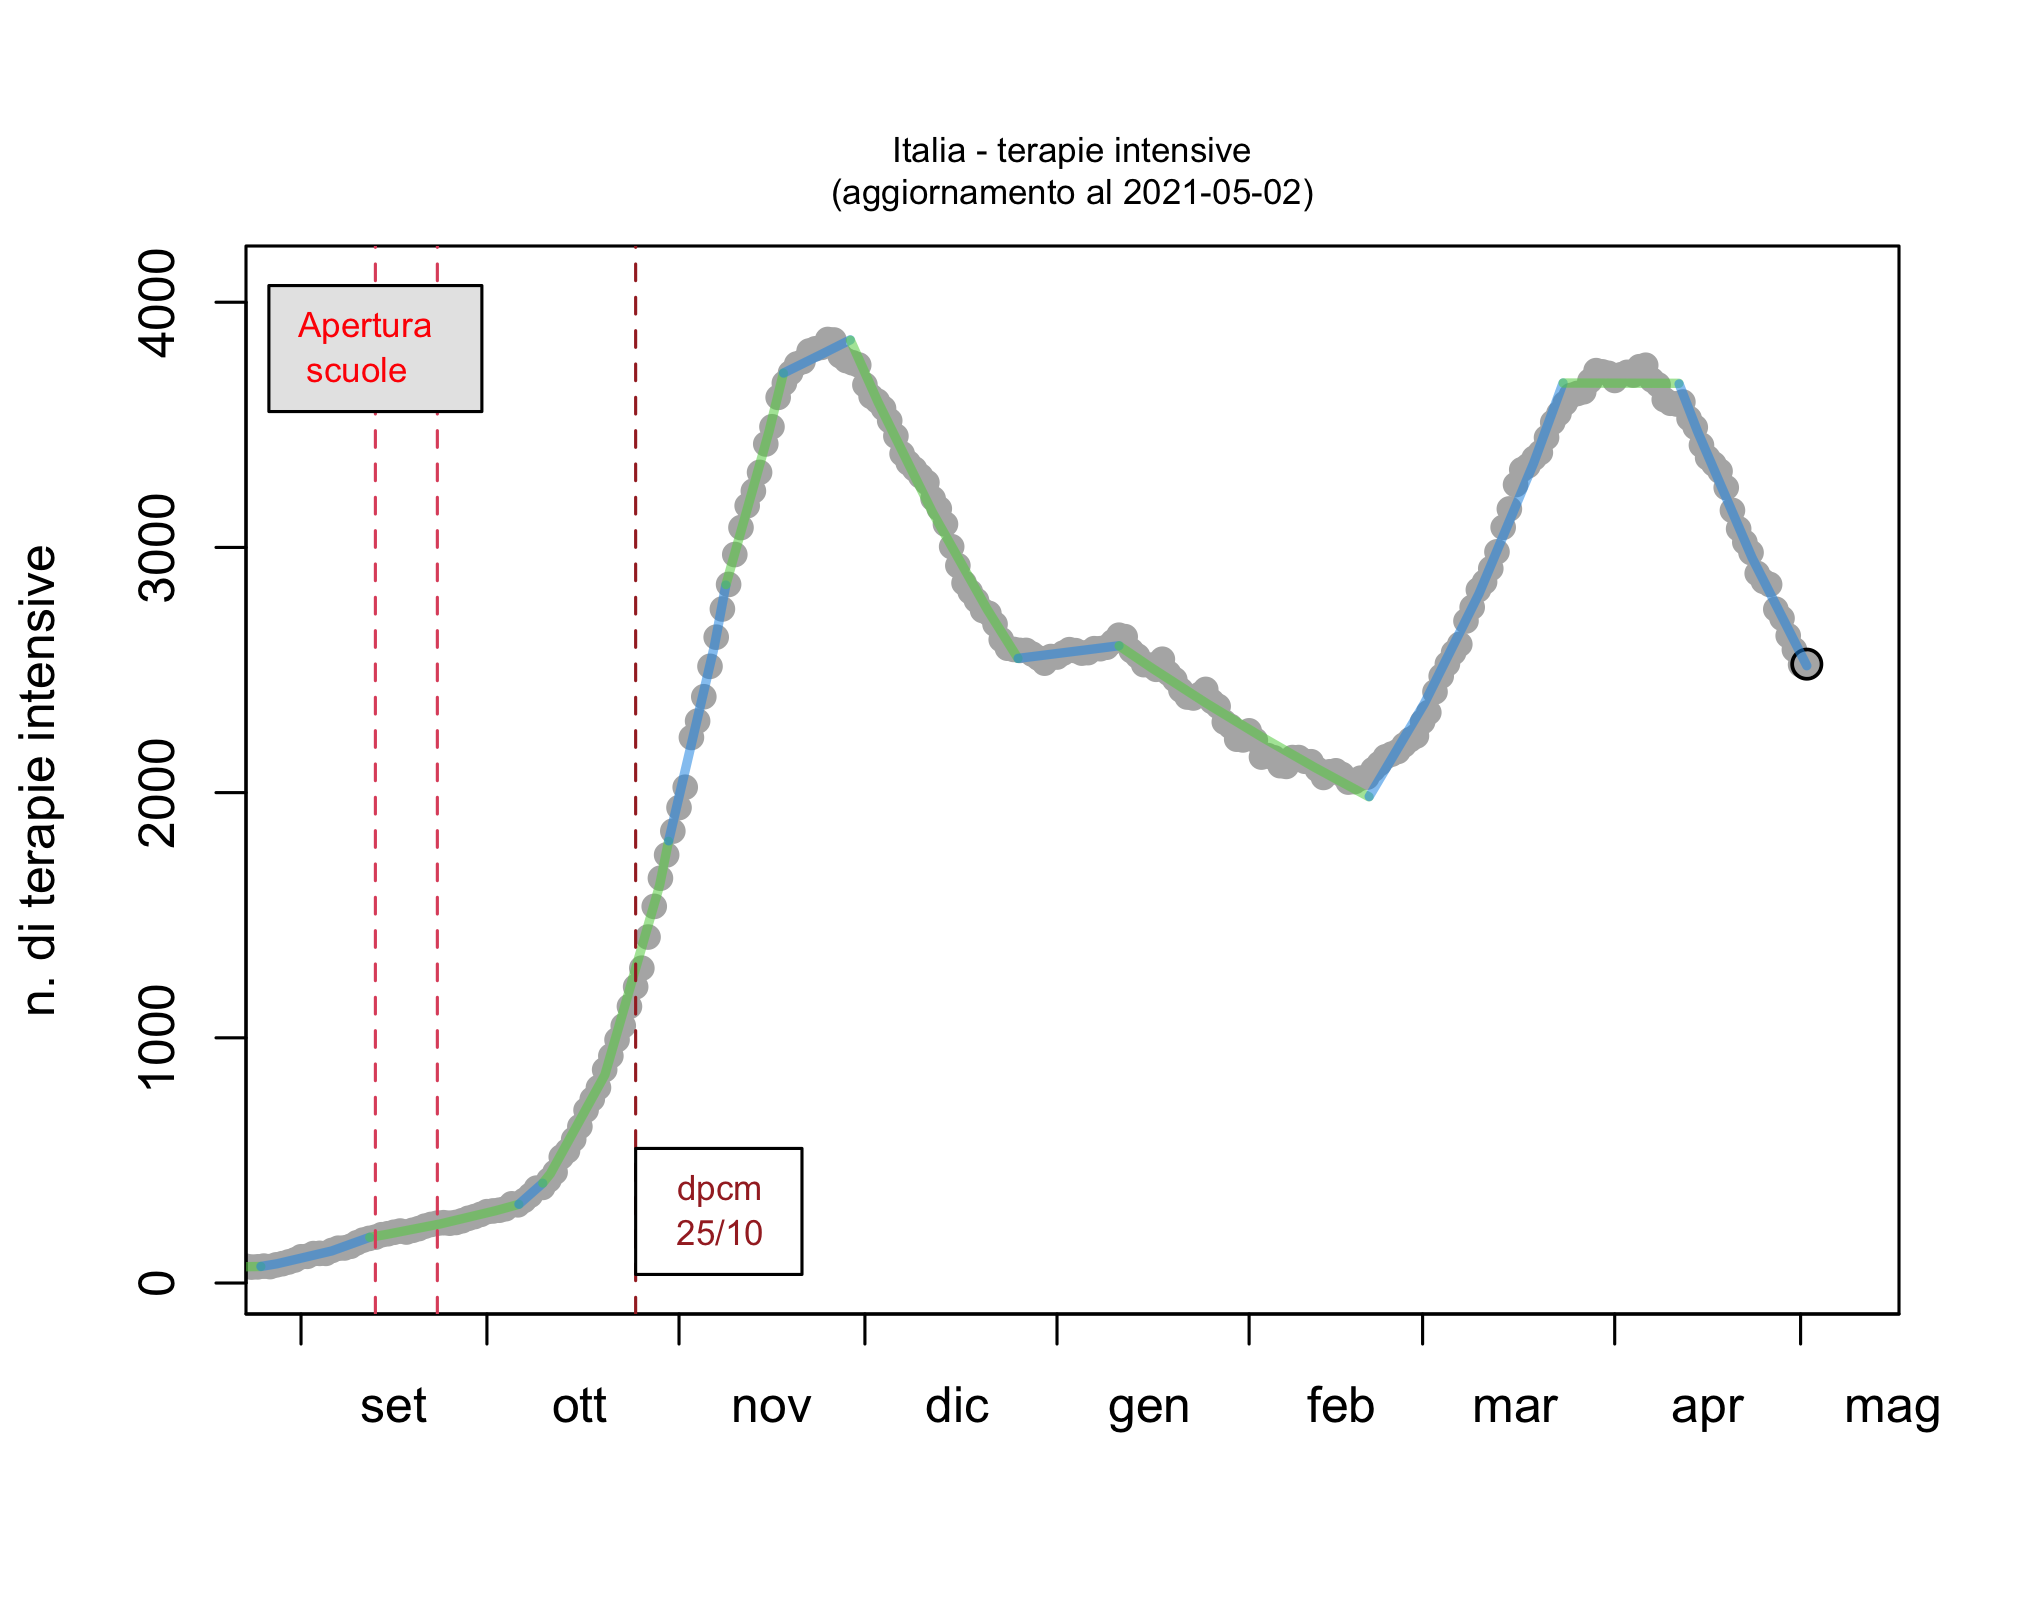 Italia - terapie intensive
(aggiornamento al 2021-05-02)
n. di terapie intensive
4000
3000
2000
1000
0
Apertura
scuole
dpcm
25/10
set ott nov dic gen feb mar apr mag